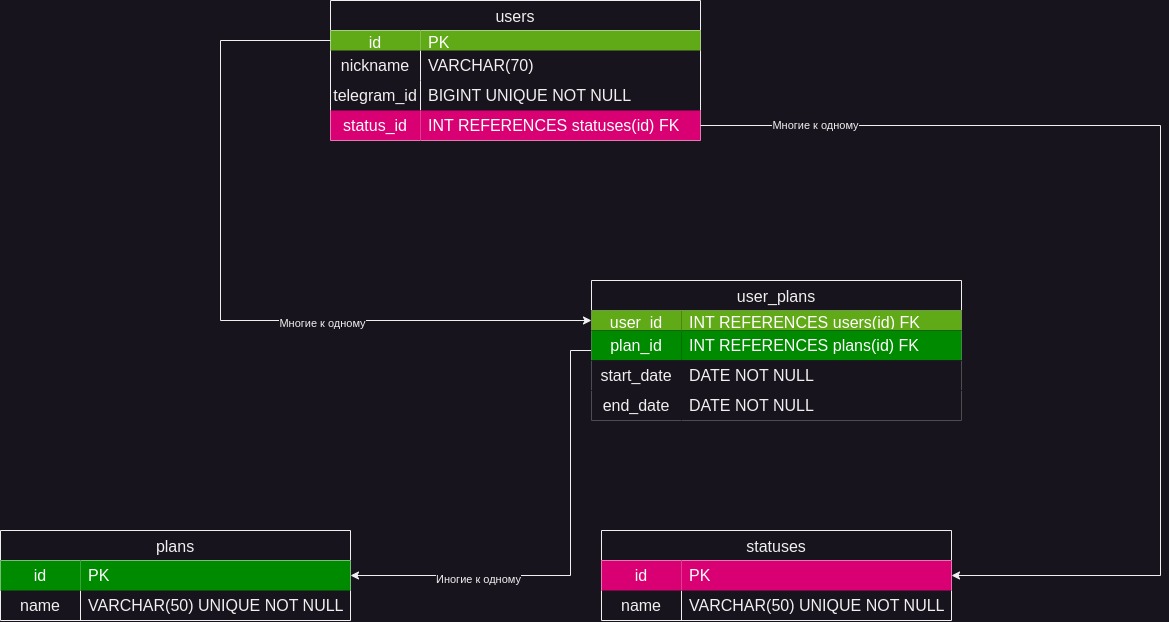 users
id PK
nickname VARCHAR(70)
telegram_id BIGINT UNIQUE NOT NULL
status_id INT REFERENCES statuses(id) FK
Многие к одному
user_plans
user_id INT REFERENCES users(id) FK
Многие к одному
plan_id INT REFERENCES plans(id) FK
start_date DATE NOT NULL
end_date DATE NOT NULL
plans
id PK
name VARCHAR(50) UNIQUE NOT NULL
Иногие к одному
statuses
id PK
name VARCHAR(50) UNIQUE NOT NULL